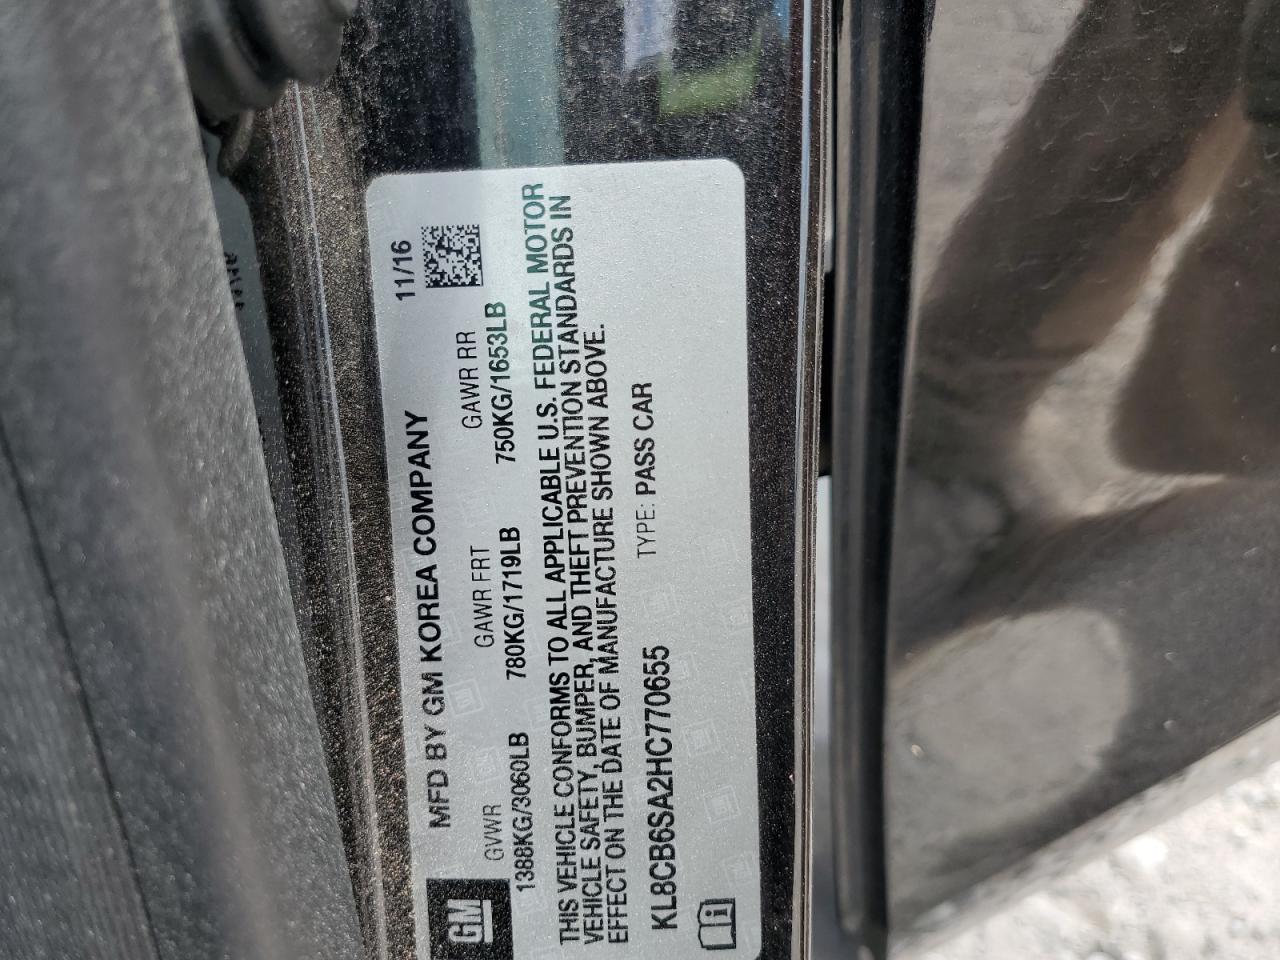 GM
MFD BY GM KOREA COMPANY 11/16
GVWR GAWR FRT GAWR RR
1388KG/3060LB 780KG/1719LB 750KG/1653LB
THIS VEHICLE CONFORMS TO ALL APPLICABLE U.S. FEDERAL MOTOR
VEHICLE SAFETY, BUMPER, AND THEFT PREVENTION STANDARDS IN
EFFECT ON THE DATE OF MANUFACTURE SHOWN ABOVE.
KL8CB6SA2HC770655 TYPE: PASS CAR